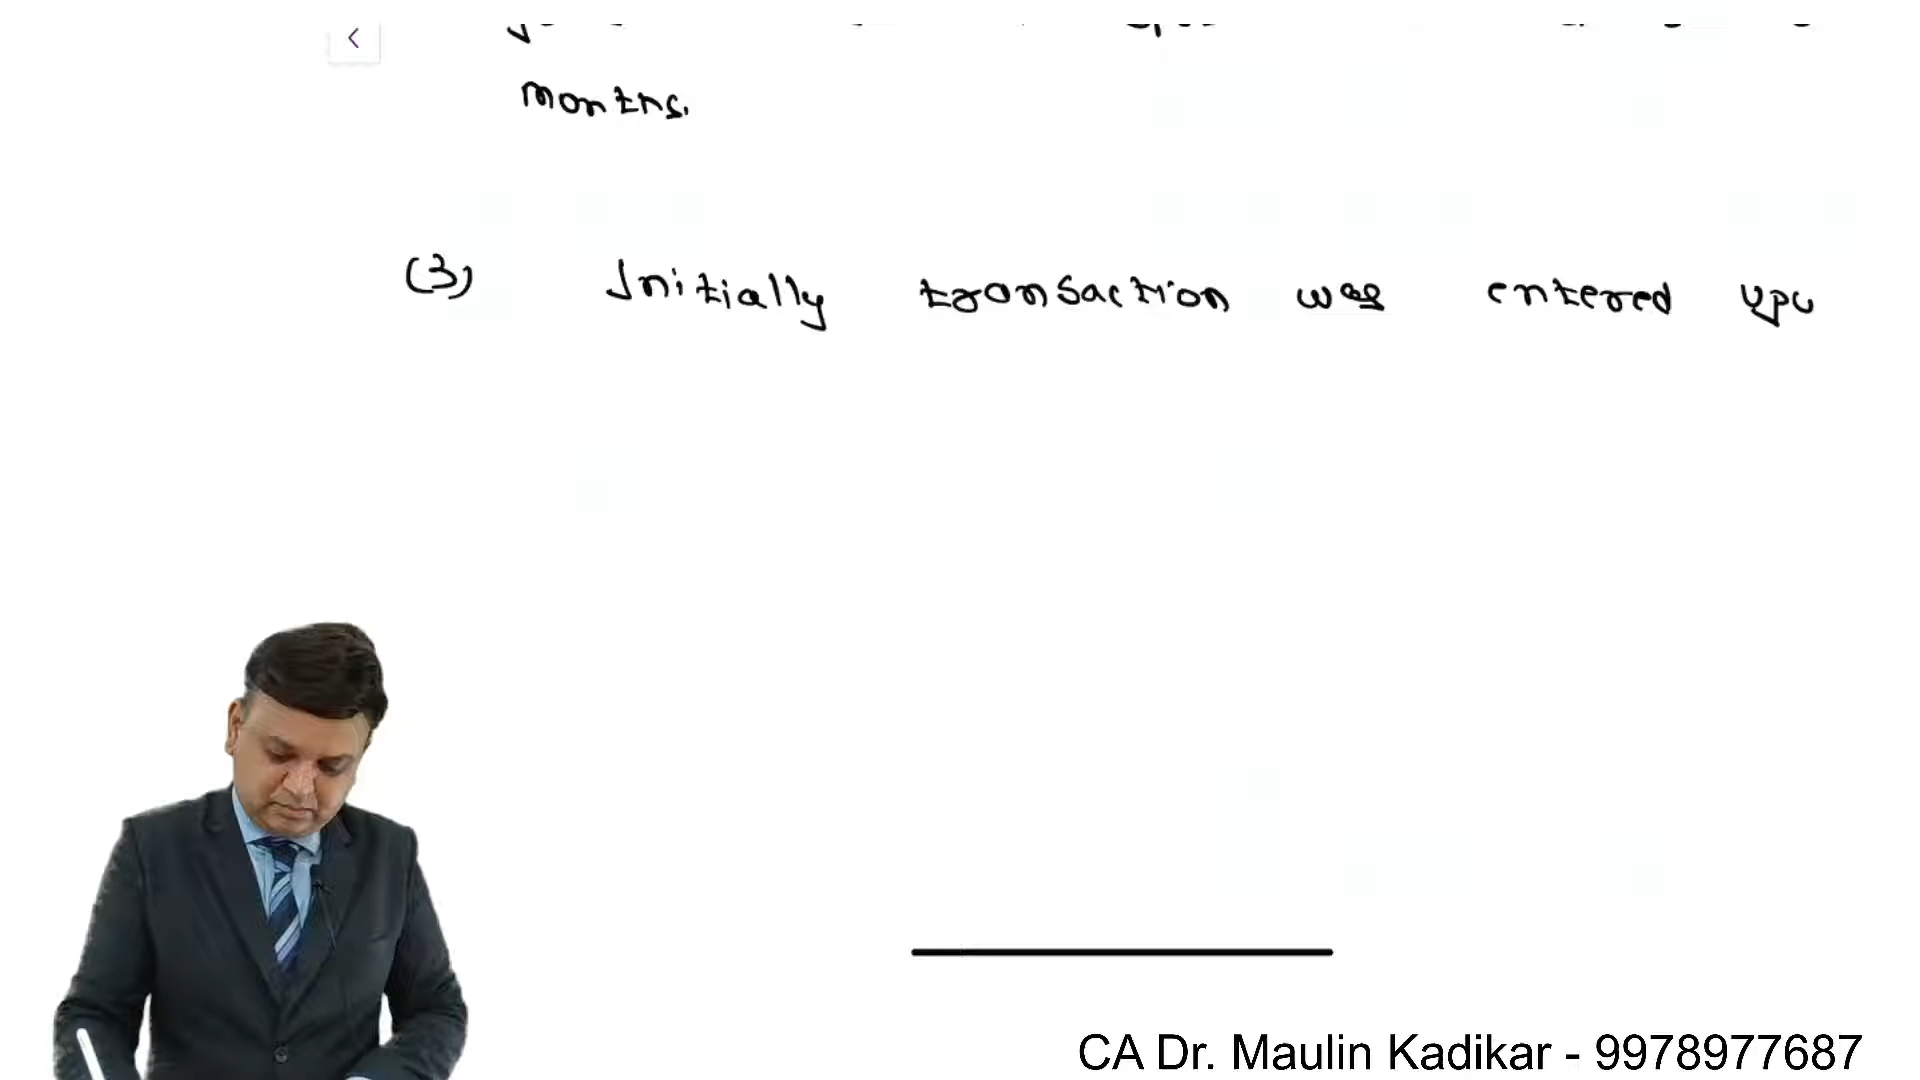 months.
(3) Initially transaction was entered upo
CA Dr. Maulin Kadikar - 9978977687